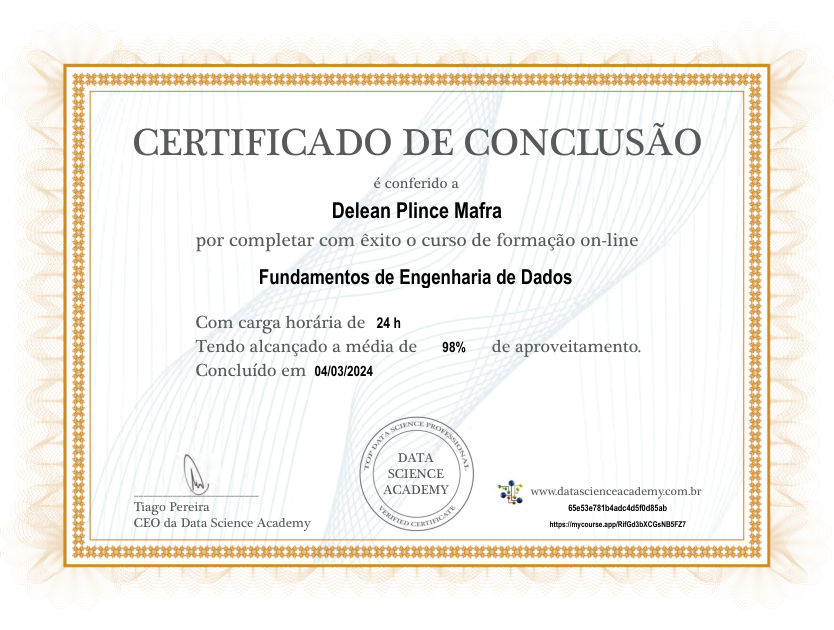 CERTIFICADO DE CONCLUSÃO
é conferido a
Delean Plince Mafra
por completar com êxito o curso de formação on-line
Fundamentos de Engenharia de Dados
Com carga horária de 24 h
Tendo alcançado a média de 98% de aproveitamento.
Concluído em 04/03/2024
TOP DATA SCIENCE PROFESSIONAL
DATA
SCIENCE
ACADEMY
VERIFIED CERTIFICATE
Tiago Pereira
CEO da Data Science Academy
www.datascienceacademy.com.br
65e53e781b4adc4d5f0d85ab
https://mycourse.app/RifGd3bXCGsNB5FZ7